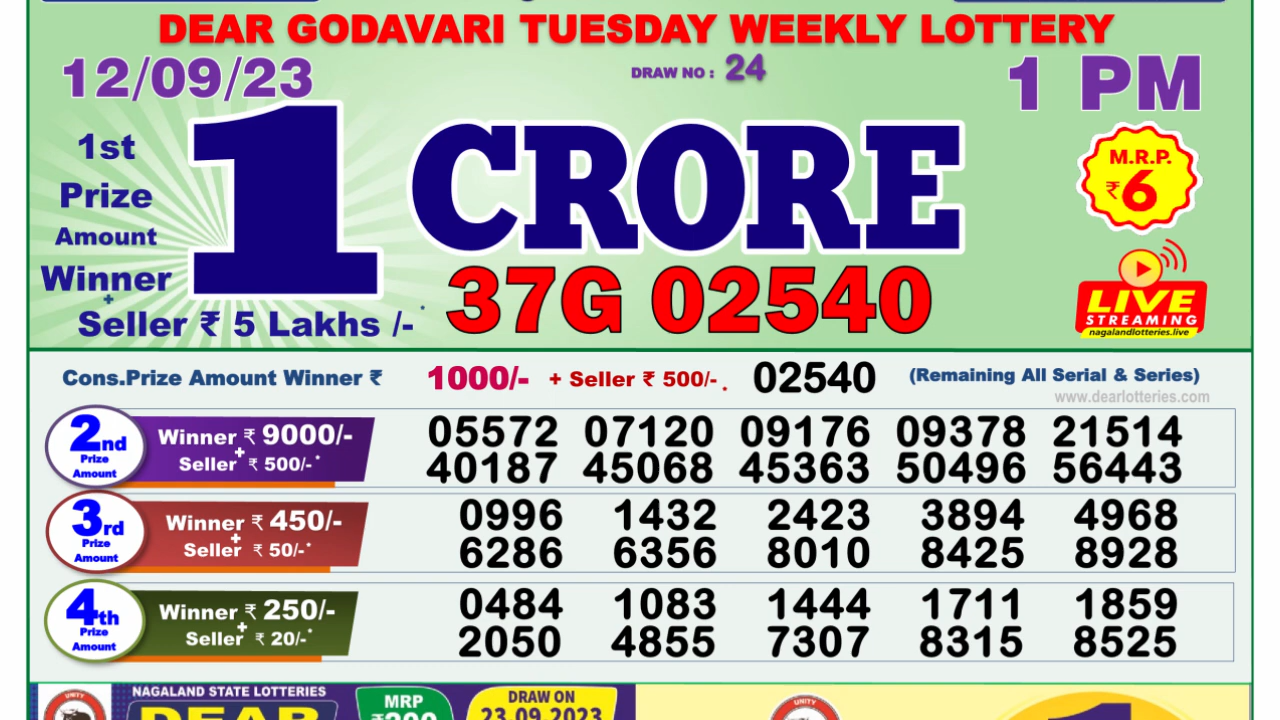 DEAR GODAVARI TUESDAY WEEKLY LOTTERY
12/09/23
DRAW NO : 24
1 PM
1st
Prize
Amount
Winner
+
Seller ₹ 5 Lakhs /- *
1 CRORE
37G 02540
M.R.P.
₹6
LIVE
STREAMING
nagalandlotteries.live
Cons.Prize Amount Winner ₹ 1000/- + Seller ₹ 500/- . 02540 (Remaining All Serial & Series)
www.dearlotteries.com
2nd
Prize
Amount
Winner ₹ 9000/-
+
Seller ₹ 500/- *
05572 07120 09176 09378 21514
40187 45068 45363 50496 56443
3rd
Prize
Amount
Winner ₹ 450/-
+
Seller ₹ 50/- *
0996 1432 2423 3894 4968
6286 6356 8010 8425 8928
4th
Prize
Amount
Winner ₹ 250/-
+
Seller ₹ 20/- *
0484 1083 1444 1711 1859
2050 4855 7307 8315 8525
UNITY
NAGALAND STATE LOTTERIES
DEAR
MRP
DRAW ON
23.09.2023
UNITY
1